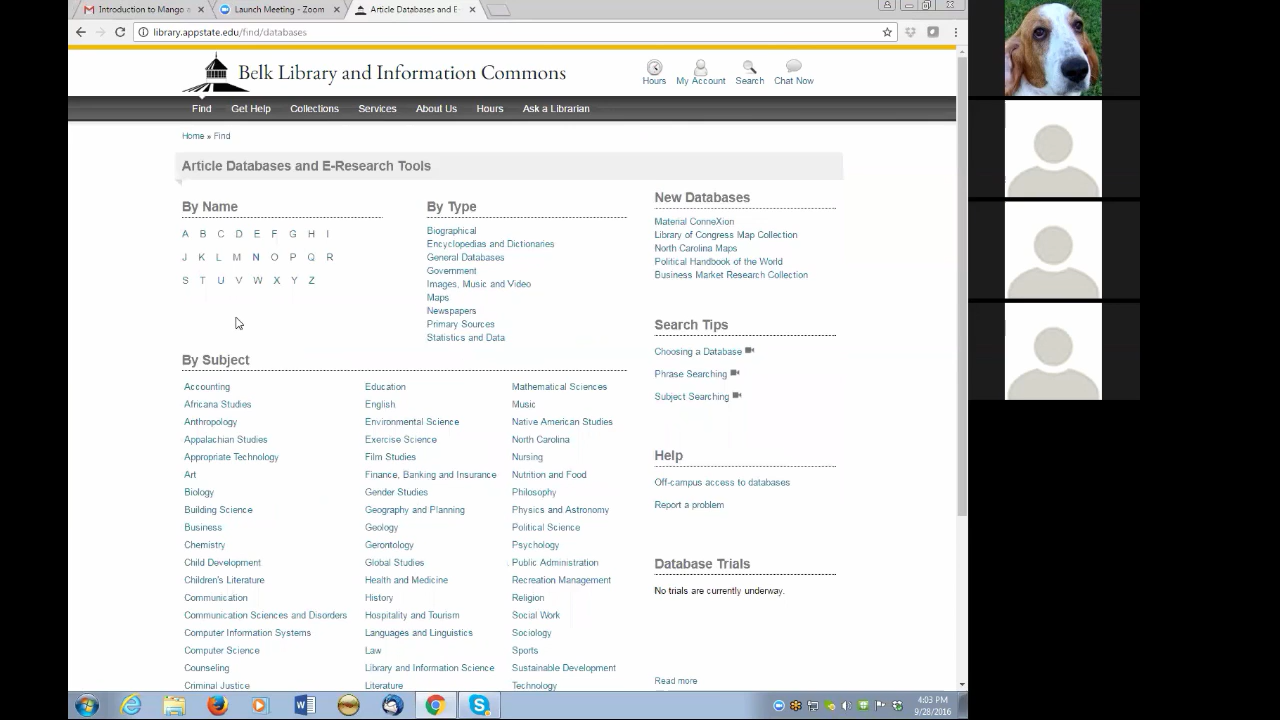 Introduction to Mango
Launch Meeting - Zoom
Article Databases and E-
library.appstate.edu/find/databases
Belk Library and Information Commons
Hours My Account Search Chat Now
Find Get Help Collections Services About Us Hours Ask a Librarian
Home » Find
Article Databases and E-Research Tools
By Name
A B C D E F G H I
J K L M N O P Q R
S T U V W X Y Z
By Type
Biographical
Encyclopedias and Dictionaries
General Databases
Government
Images, Music and Video
Maps
Newspapers
Primary Sources
Statistics and Data
New Databases
Material ConneXion
Library of Congress Map Collection
North Carolina Maps
Political Handbook of the World
Business Market Research Collection
Search Tips
Choosing a Database
Phrase Searching
Subject Searching
By Subject
Accounting
Africana Studies
Anthropology
Appalachian Studies
Appropriate Technology
Art
Biology
Building Science
Business
Chemistry
Child Development
Children's Literature
Communication
Communication Sciences and Disorders
Computer Information Systems
Computer Science
Counseling
Criminal Justice
Education
English
Environmental Science
Exercise Science
Film Studies
Finance, Banking and Insurance
Gender Studies
Geography and Planning
Geology
Gerontology
Global Studies
Health and Medicine
History
Hospitality and Tourism
Languages and Linguistics
Law
Library and Information Science
Literature
Mathematical Sciences
Music
Native American Studies
North Carolina
Nursing
Nutrition and Food
Philosophy
Physics and Astronomy
Political Science
Psychology
Public Administration
Recreation Management
Religion
Social Work
Sociology
Sports
Sustainable Development
Technology
Help
Off-campus access to databases
Report a problem
Database Trials
No trials are currently underway.
Read more
4:03 PM
9/28/2016